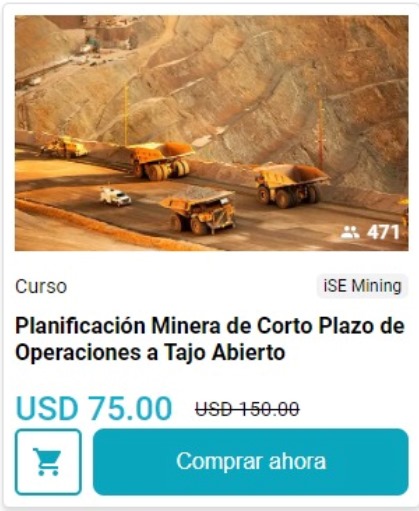 471
Curso
iSE Mining
Planificación Minera de Corto Plazo de
Operaciones a Tajo Abierto
USD 75.00 USD 150.00
Comprar ahora